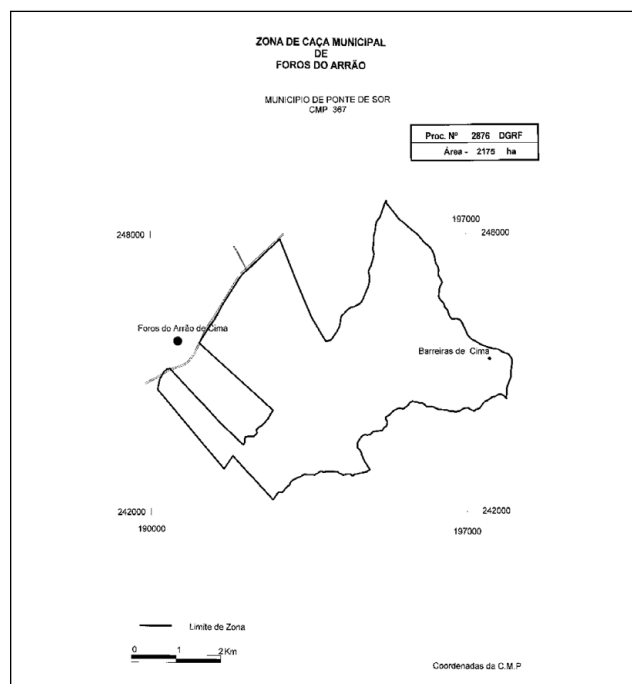 ZONA DE CAÇA MUNICIPAL
DE
FOROS DO ARRÃO
MUNICIPIO DE PONTE DE SOR
CMP 367
Proc. Nº 2876 DGRF
Área - 2175 ha
197000
248000
248000
Foros do Arrão de Cima
Barreiras de Cima
242000
242000
190000
197000
Limite de Zona
0 1 2 Km
Coordenadas da C.M.P